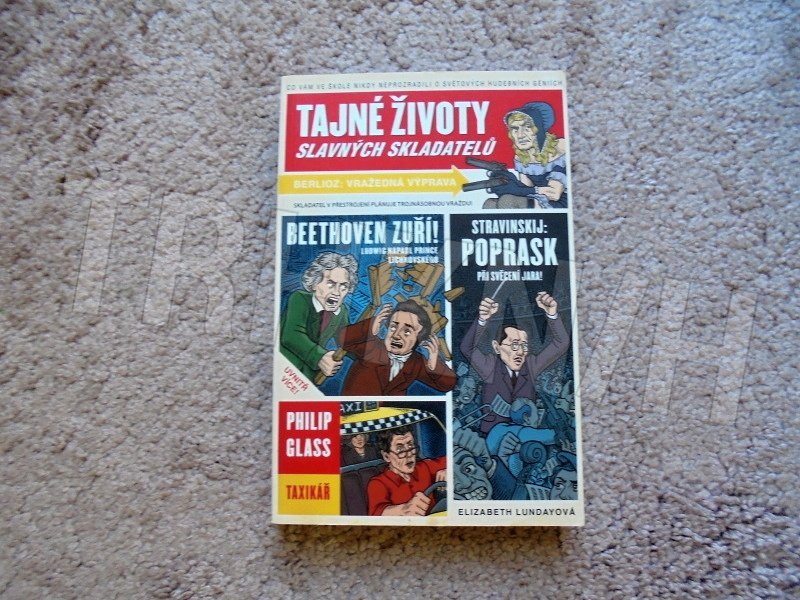 CO VÁM VE ŠKOLE NIKDY NEPROZRADILI O SVĚTOVÝCH HUDEBNÍCH GÉNIÍCH
TAJNÉ ŽIVOTY
SLAVNÝCH SKLADATELŮ
BERLIOZ: VRAŽEDNÁ VÝPRAVA
SKLADATEL V PŘESTROJENÍ PLÁNUJE TROJNÁSOBNOU VRAŽDU!
BEETHOVEN ZUŘÍ!
LUDWIG NAPADL PRINCE
LICHNOVSKÉHO
STRAVINSKIJ:
POPRASK
PŘI SVĚCENÍ JARA!
UVNITŘ
VÍCE!
PHILIP
GLASS
TAXIKÁŘ
TAXI
ELIZABETH LUNDAYOVÁ